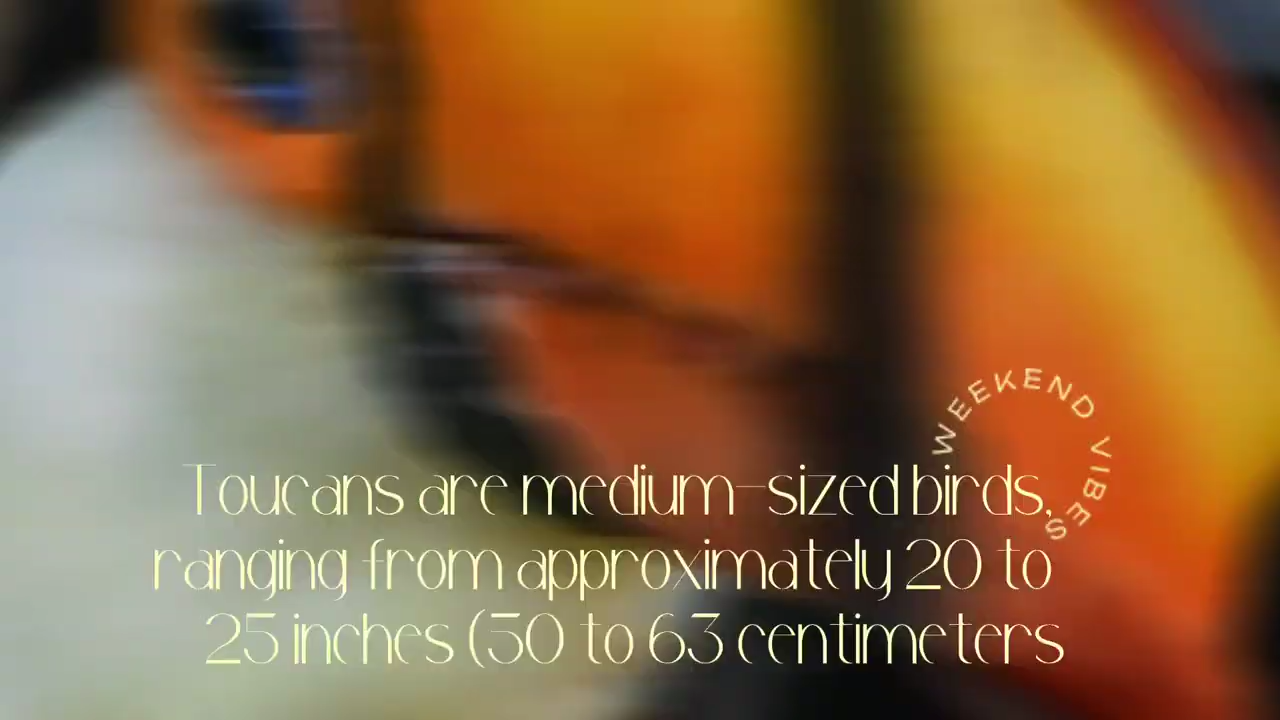 WEEKEND VIBES
Toucans are medium-sized birds,
ranging from approximately 20 to
25 inches (50 to 63 centimeters